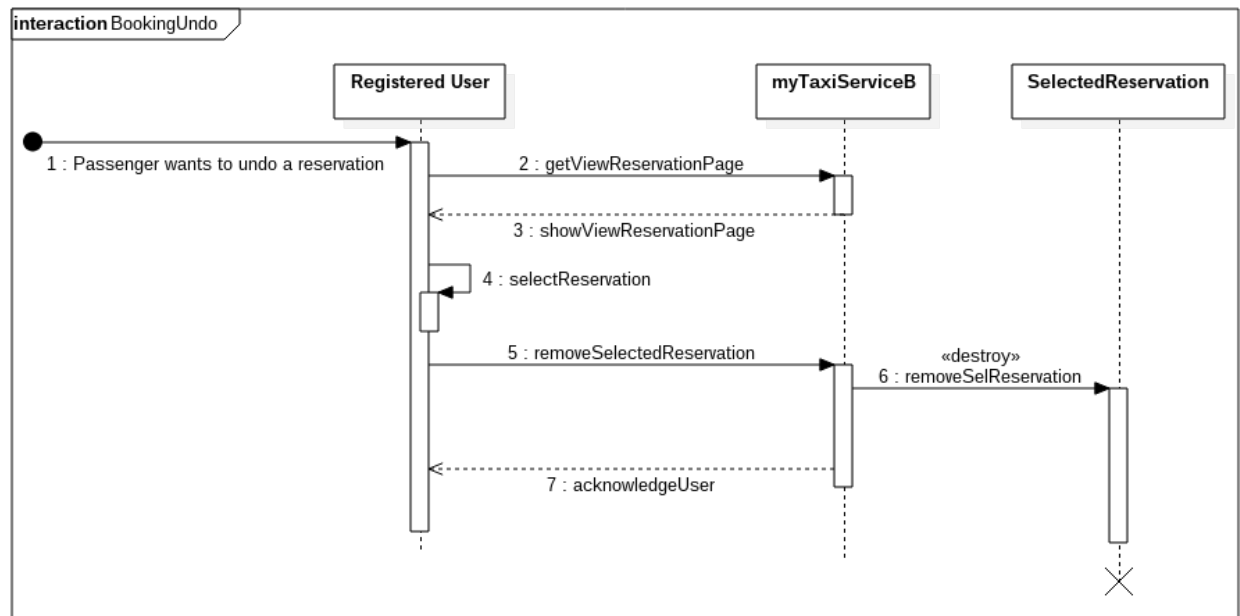 interaction BookingUndo
Registered User
myTaxiServiceB
SelectedReservation
1 : Passenger wants to undo a reservation
2 : getViewReservationPage
3 : showViewReservationPage
4 : selectReservation
5 : removeSelectedReservation
«destroy»
6 : removeSelReservation
7 : acknowledgeUser